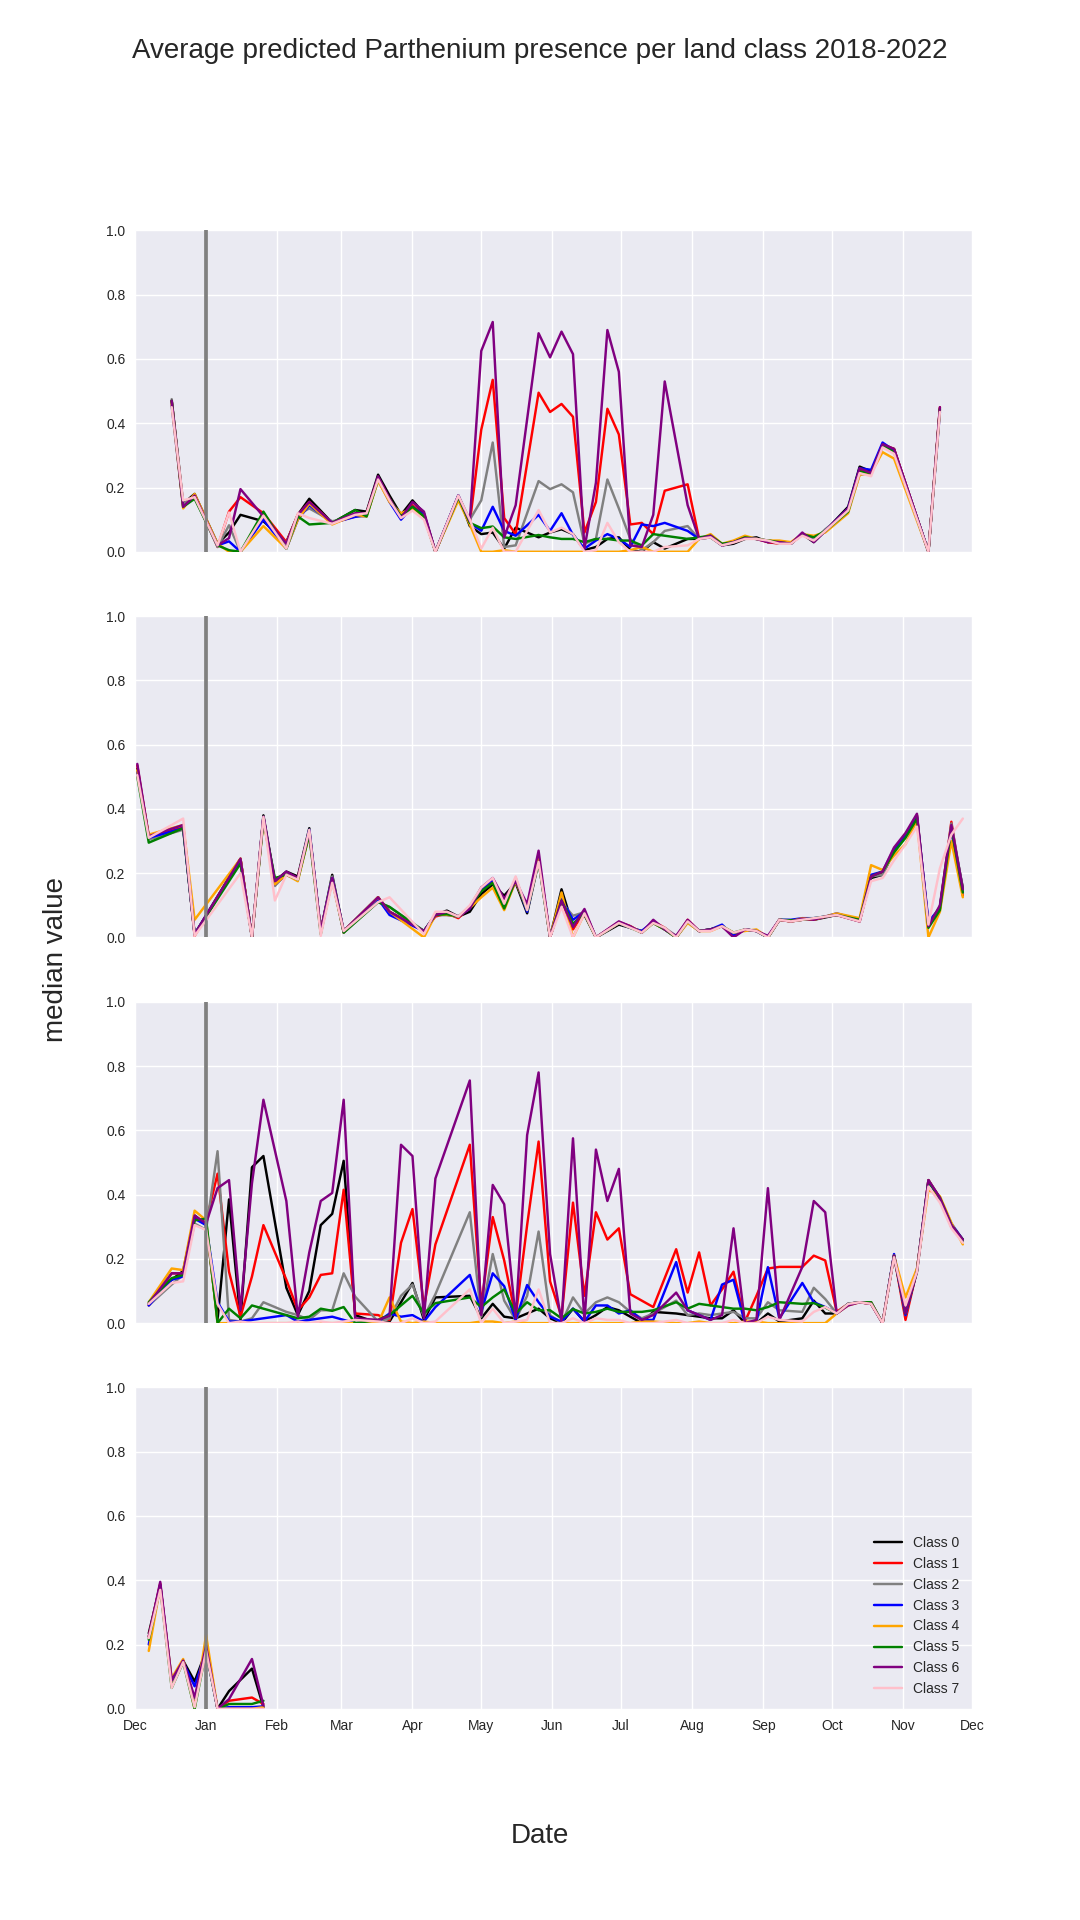 Average predicted Parthenium presence per land class 2018-2022
1.0
0.8
0.6
0.4
0.2
0.0
1.0
0.8
0.6
0.4
0.2
0.0
median value
1.0
0.8
0.6
0.4
0.2
0.0
1.0
0.8
0.6
0.4
0.2
0.0
Class 0
Class 1
Class 2
Class 3
Class 4
Class 5
Class 6
Class 7
Dec Jan Feb Mar Apr May Jun Jul Aug Sep Oct Nov Dec
Date